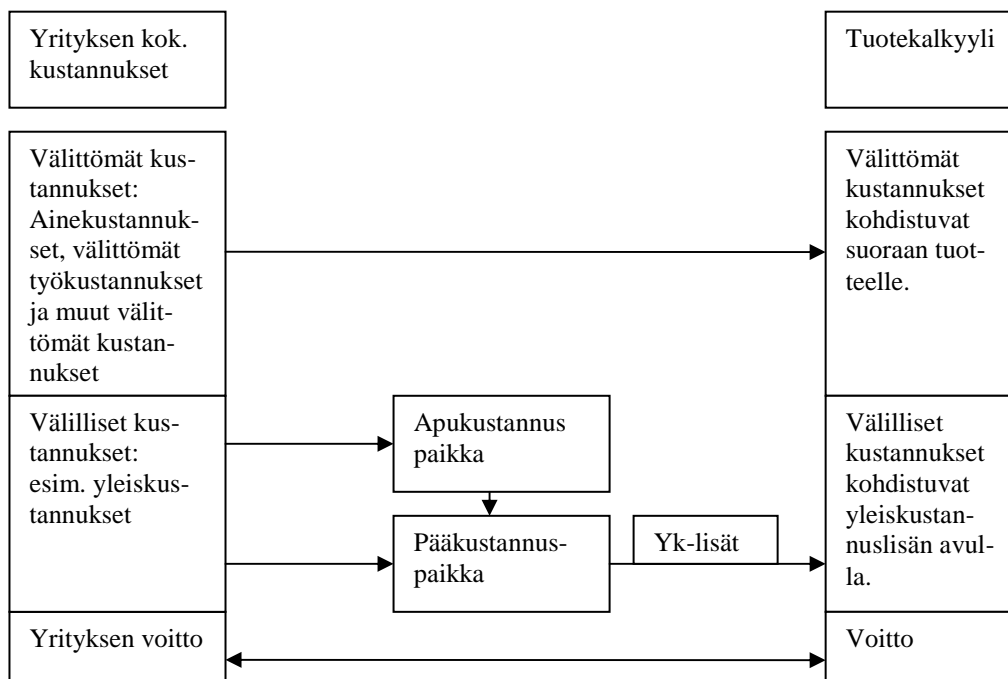 Yrityksen kok.
kustannukset
Tuotekalkyyli
Välittömät kus-
tannukset:
Ainekustannuk-
set, välittömät
työkustannukset
ja muut välit-
tömät kustan-
nukset
Välittömät
kustannukset
kohdistuvat
suoraan tuot-
teelle.
Välilliset kus-
tannukset:
esim. yleiskus-
tannukset
Apukustannus
paikka
Pääkustannus-
paikka
Yk-lisät
Välilliset
kustannukset
kohdistuvat
yleiskustan-
nuslisän avul-
la.
Yrityksen voitto
Voitto